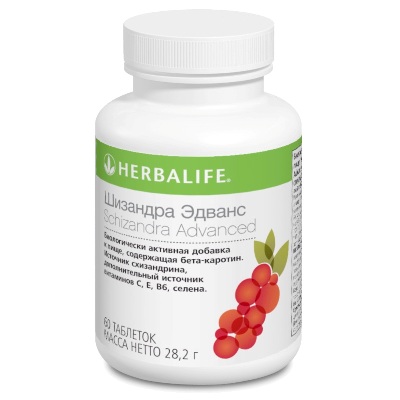 HERBALIFE.
Шизандра Эдванс
Schizandra Advanced
Биологически активная добавка
к пище, содержащая бета-каротин.
Источник схизандрина,
дополнительный источник
витаминов С, Е, В6, селена.
60 ТАБЛЕТОК
МАССА НЕТТО 28,2 г